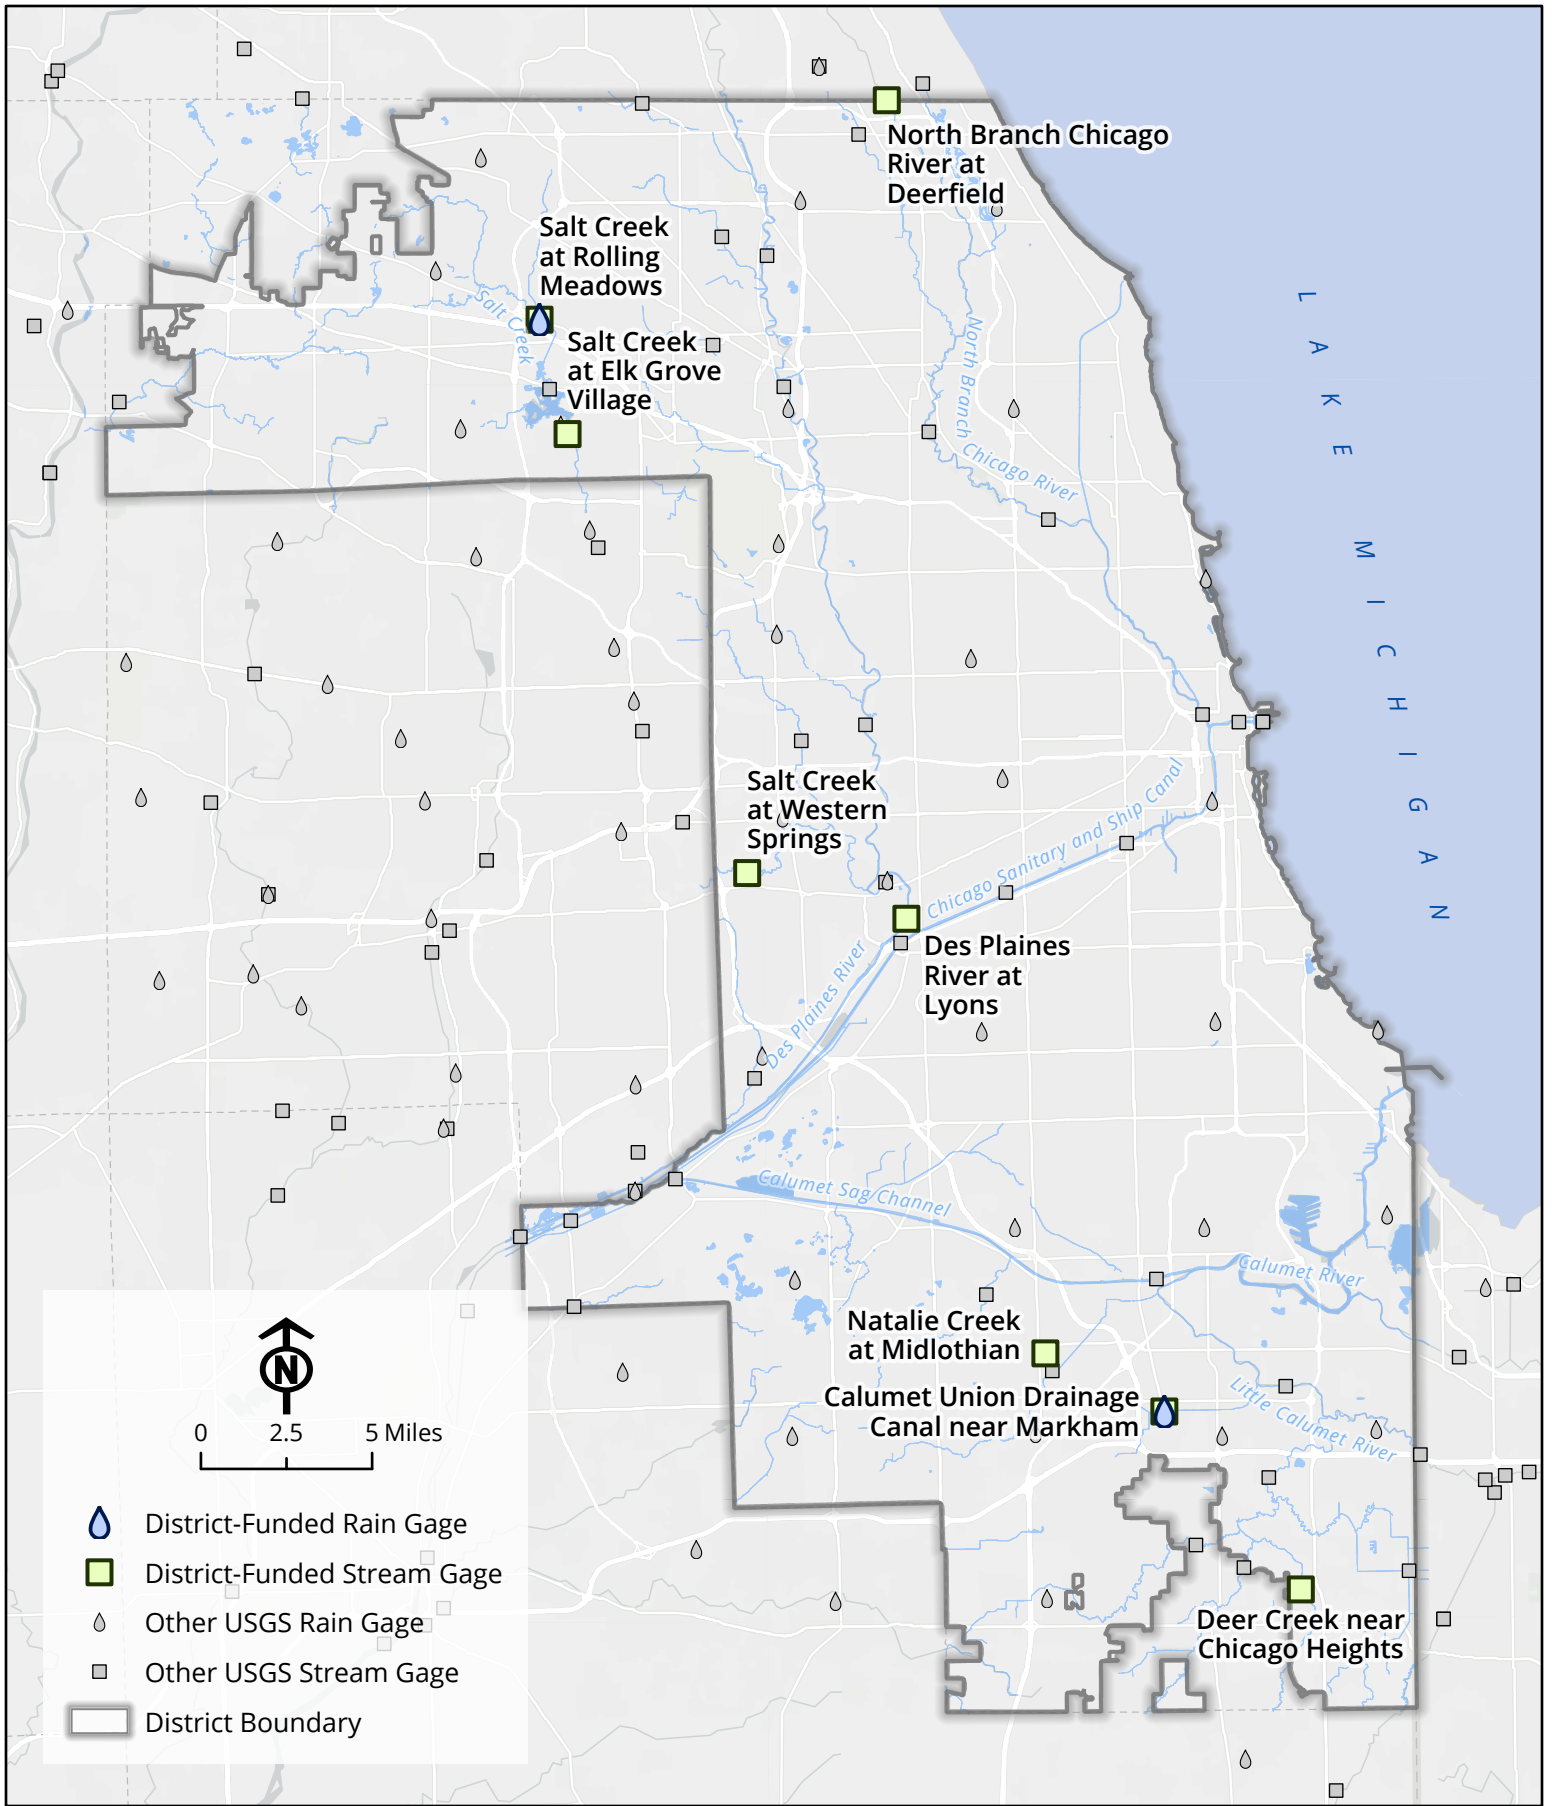 North Branch Chicago
River at
Deerfield
Salt Creek
at Rolling
Meadows
Salt Creek
Salt Creek
at Elk Grove
Village
North Branch Chicago River
LAKE MICHIGAN
Salt Creek
at Western
Springs
Chicago Sanitary and Ship Canal
Des Plaines
River at
Lyons
Des Plaines River
Calumet Sag Channel
Calumet River
Natalie Creek
at Midlothian
Calumet Union Drainage
Canal near Markham
Little Calumet River
Deer Creek near
Chicago Heights
N
0 2.5 5 Miles
District-Funded Rain Gage
District-Funded Stream Gage
Other USGS Rain Gage
Other USGS Stream Gage
District Boundary